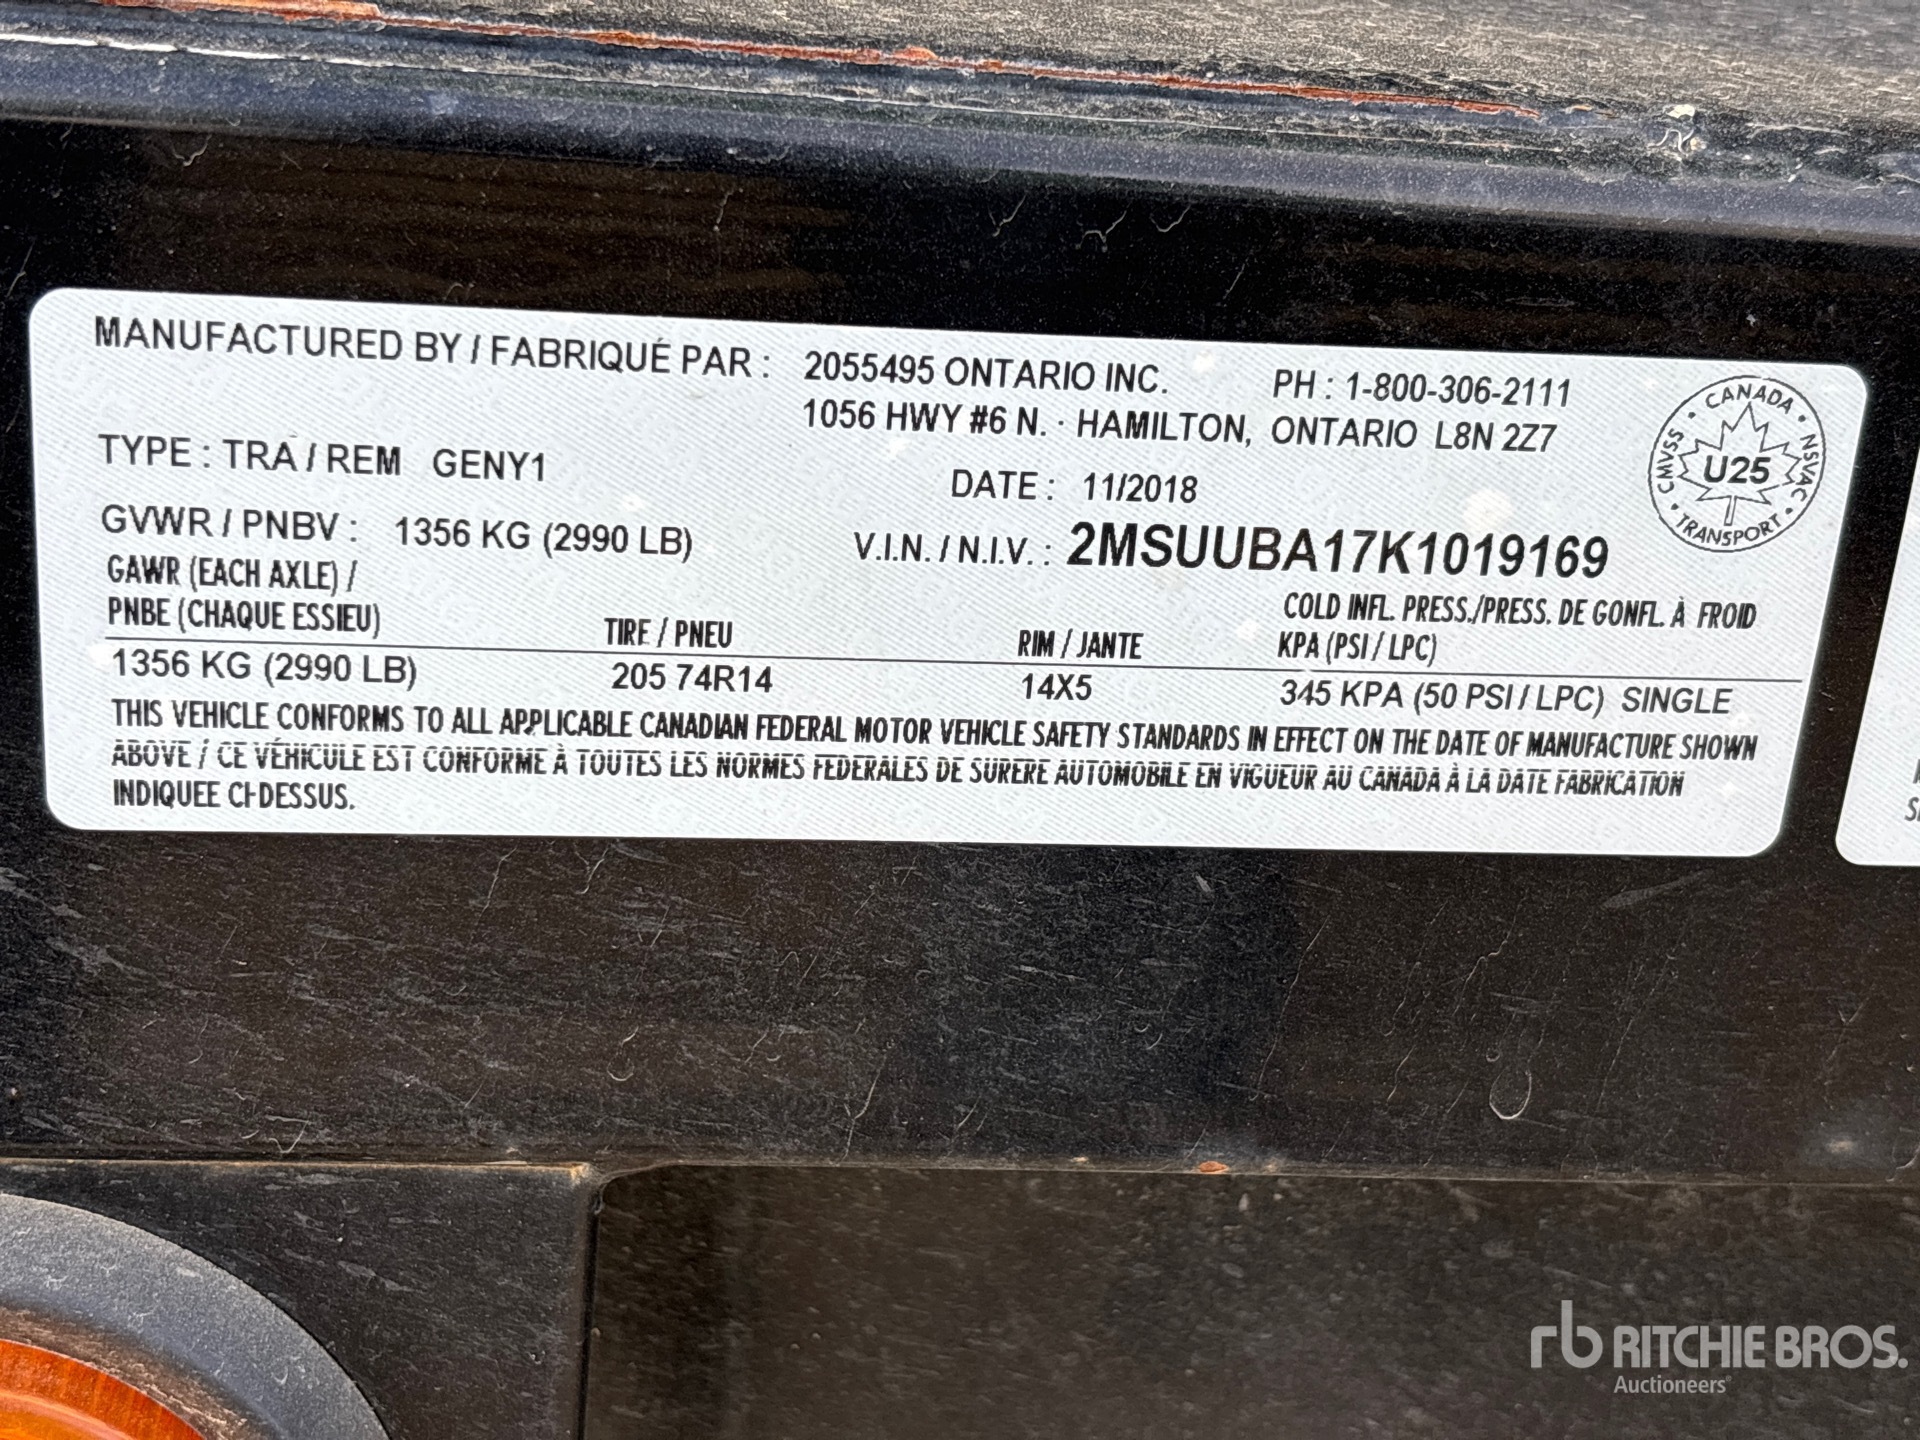 MANUFACTURED BY / FABRIQUÉ PAR : 2055495 ONTARIO INC. PH : 1-800-306-2111
1056 HWY #6 N. · HAMILTON, ONTARIO L8N 2Z7
TYPE : TRA / REM GENY1
DATE : 11/2018
GVWR / PNBV : 1356 KG (2990 LB)
V.I.N. / N.I.V. : 2MSUUBA17K1019169
CANADA · NSVAC · TRANSPORT · CMVSS ·
U25
GAWR (EACH AXLE) /
PNBE (CHAQUE ESSIEU)
TIRE / PNEU
RIM / JANTE
COLD INFL. PRESS./PRESS. DE GONFL. À FROID
KPA (PSI / LPC)
1356 KG (2990 LB) 205 74R14 14X5 345 KPA (50 PSI / LPC) SINGLE
THIS VEHICLE CONFORMS TO ALL APPLICABLE CANADIAN FEDERAL MOTOR VEHICLE SAFETY STANDARDS IN EFFECT ON THE DATE OF MANUFACTURE SHOWN
ABOVE / CE VÉHICULE EST CONFORME À TOUTES LES NORMES FEDERALES DE SURERE AUTOMOBILE EN VIGUEUR AU CANADA À LA DATE FABRICATION
INDIQUEE CI-DESSUS.
rb RITCHIE BROS.
Auctioneers